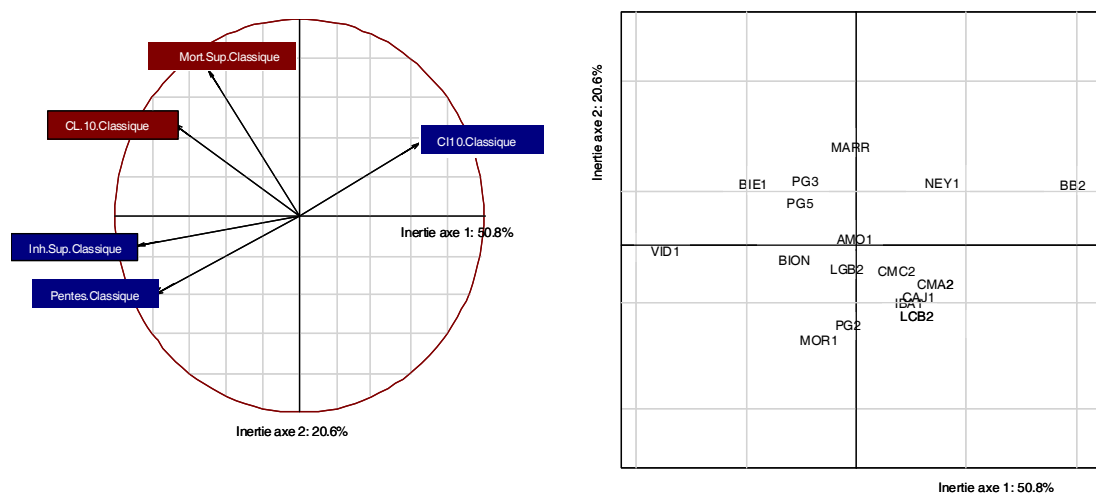 Mort.Sup.Classique
CL.10.Classique
CI10.Classique
Inertie axe 1: 50.8%
Inh.Sup.Classique
Pentes.Classique
Inertie axe 2: 20.6%
Inertie axe 2: 20.6%
MARR
BIE1
PG3
NEY1
BB2
PG5
AMO1
VID1
BION
LGB2
CMC2
CMA2
CAJ1
IBA1
LCB2
PG2
MOR1
Inertie axe 1: 50.8%